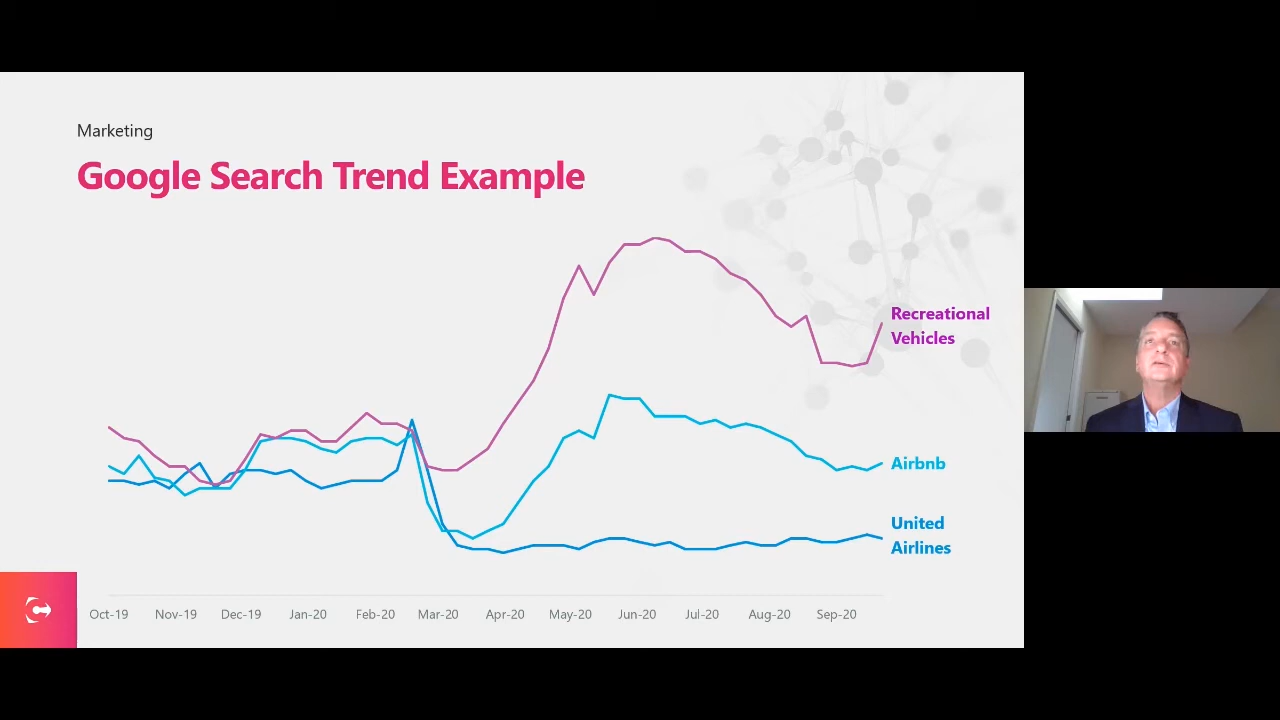 Marketing
Google Search Trend Example
Recreational
Vehicles
Airbnb
United
Airlines
Oct-19 Nov-19 Dec-19 Jan-20 Feb-20 Mar-20 Apr-20 May-20 Jun-20 Jul-20 Aug-20 Sep-20